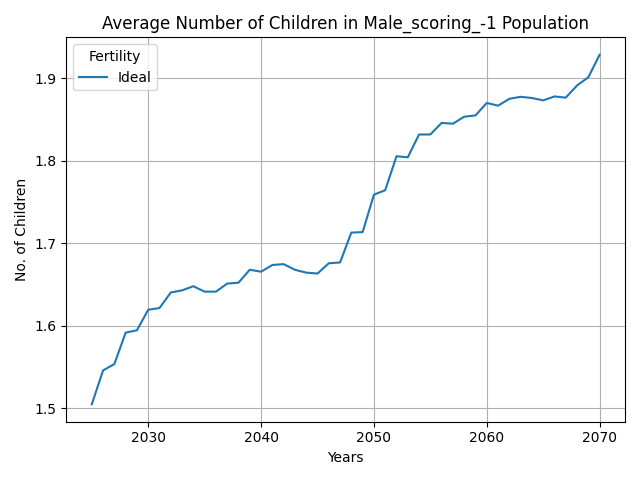 Average Number of Children in Male_scoring_-1 Population
Fertility
Ideal
No. of Children
1.9
1.8
1.7
1.6
1.5
2030 2040 2050 2060 2070
Years